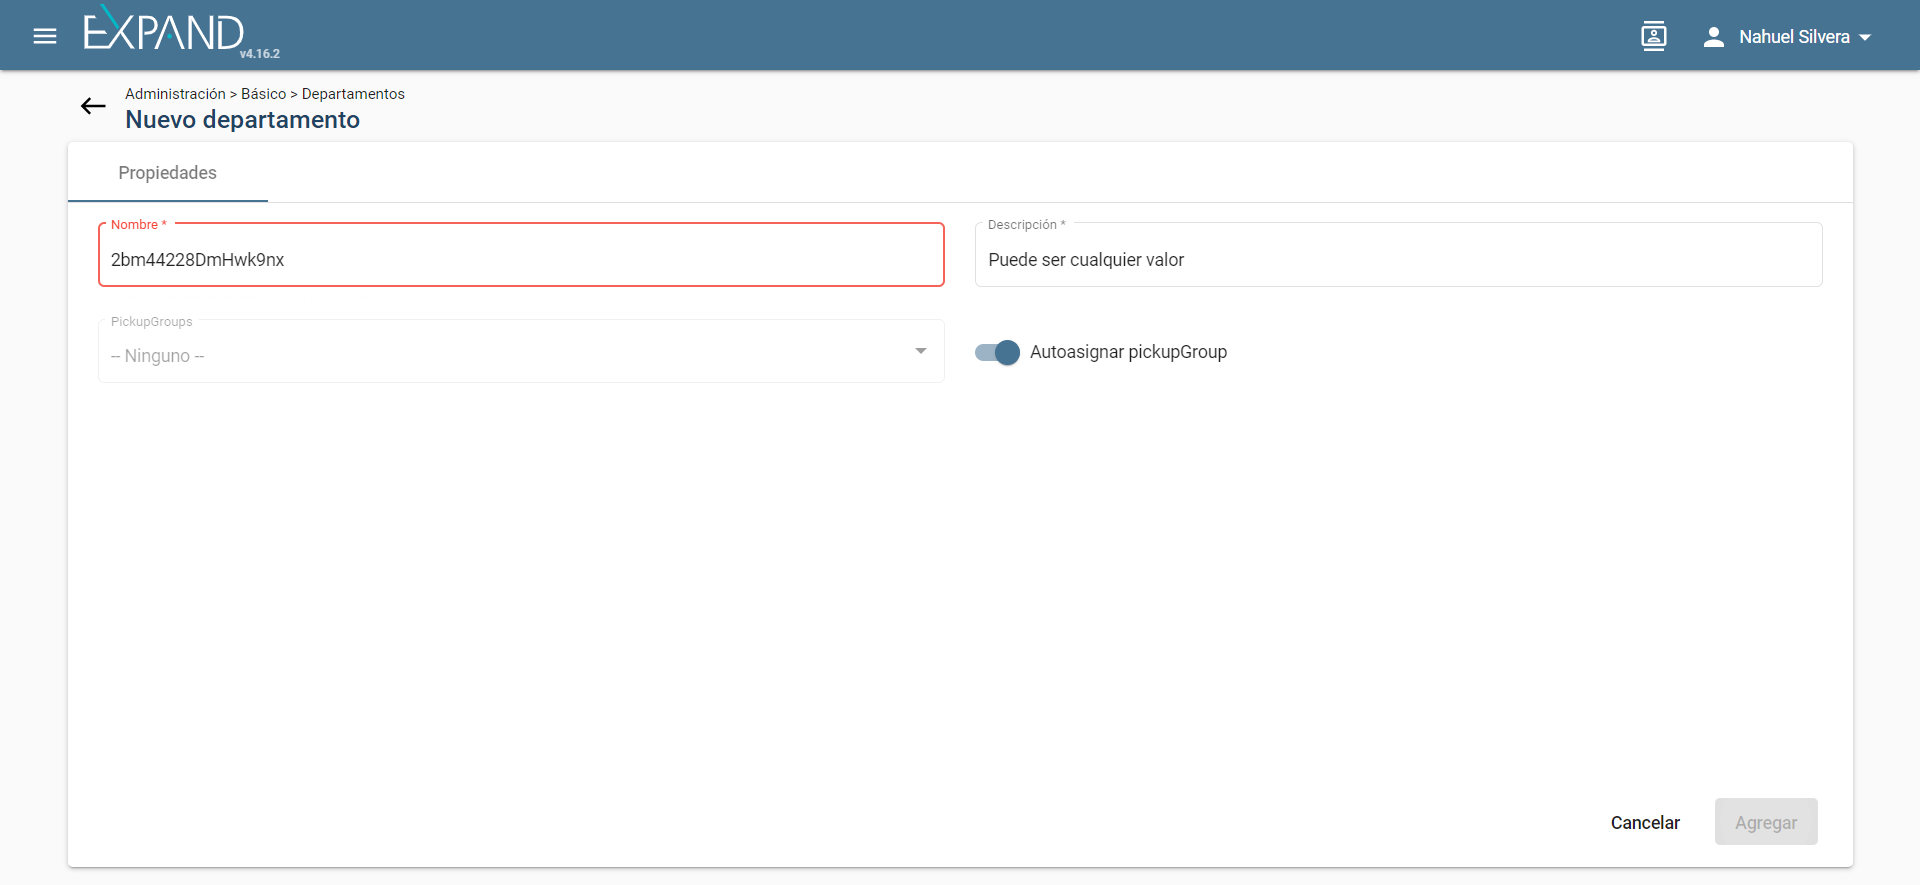 EXPAND
v4.16.2
Nahuel Silvera
Administración > Básico > Departamentos
Nuevo departamento
Propiedades
Nombre *
2bm44228DmHwk9nx
Descripción *
Puede ser cualquier valor
PickupGroups
-- Ninguno --
Autoasignar pickupGroup
Cancelar
Agregar